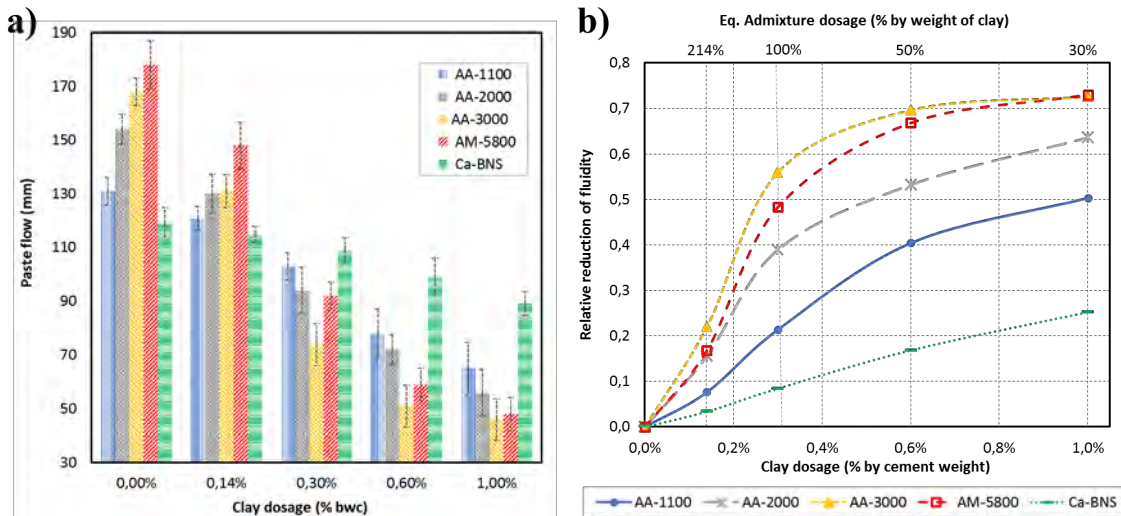 a)
190
170
150
130
110
90
70
50
30
Paste flow (mm)
AA-1100
AA-2000
AA-3000
AM-5800
Ca-BNS
0,00% 0,14% 0,30% 0,60% 1,00%
Clay dosage (% bwc)
b)
Eq. Admixture dosage (% by weight of clay)
214% 100% 50% 30%
0,8
0,7
0,6
0,5
0,4
0,3
0,2
0,1
0,0
Relative reduction of fluidity
0,0% 0,2% 0,4% 0,6% 0,8% 1,0%
Clay dosage (% by cement weight)
AA-1100 AA-2000 AA-3000 AM-5800 Ca-BNS